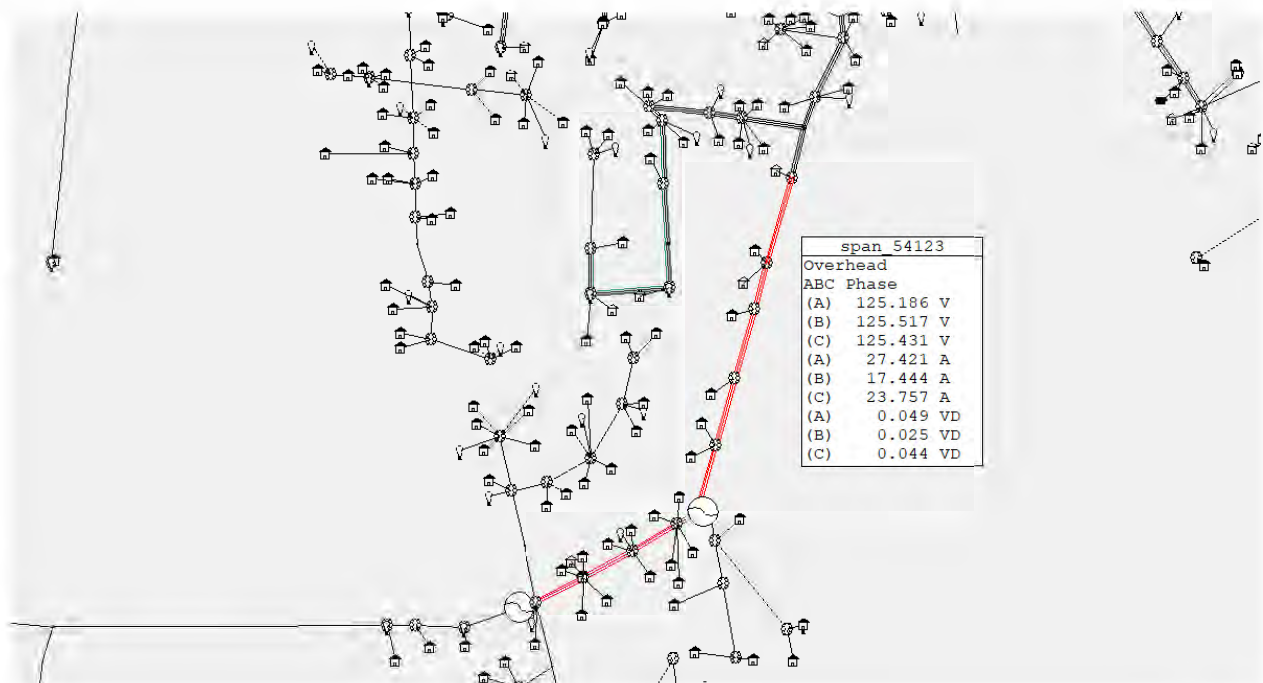 span_54123
Overhead
ABC Phase
(A) 125.186 V
(B) 125.517 V
(C) 125.431 V
(A) 27.421 A
(B) 17.444 A
(C) 23.757 A
(A) 0.049 VD
(B) 0.025 VD
(C) 0.044 VD